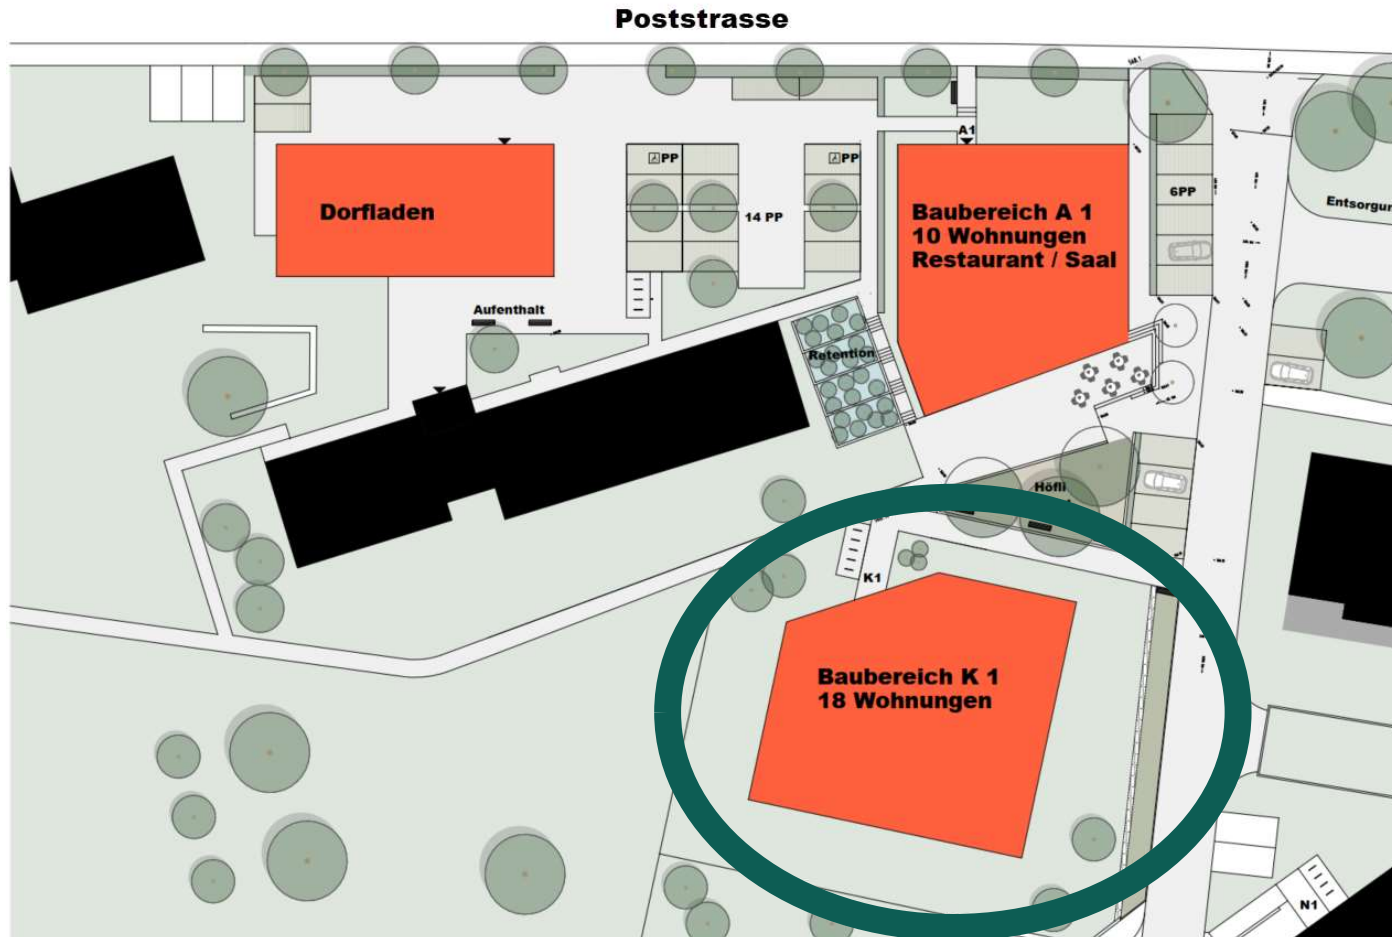 Poststrasse
A1
PP
PP
6PP
Dorfladen
14 PP
Baubereich A 1
10 Wohnungen
Restaurant / Saal
Aufenthalt
Retention
Höfli
K1
Baubereich K 1
18 Wohnungen
N1